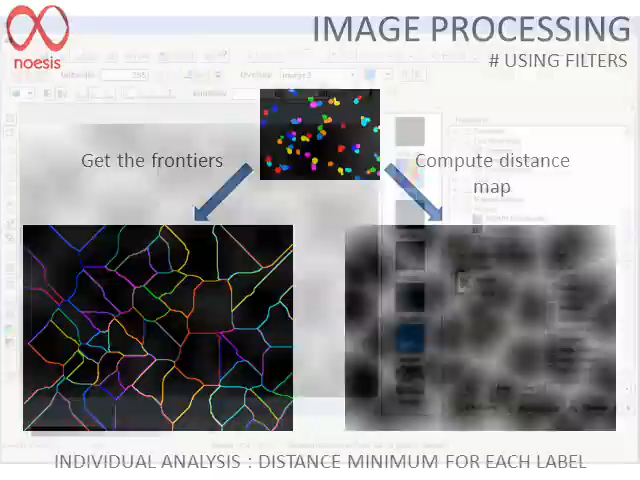 noesis
IMAGE PROCESSING
# USING FILTERS
Get the frontiers
Compute distance
map
INDIVIDUAL ANALYSIS : DISTANCE MINIMUM FOR EACH LABEL